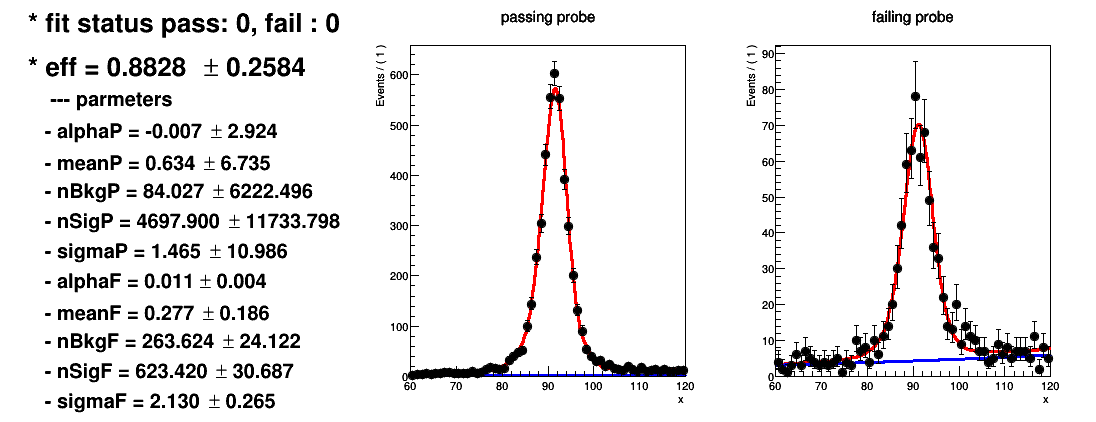 * fit status pass: 0, fail : 0
* eff = 0.8828 ± 0.2584
--- parmeters
- alphaP = -0.007 ± 2.924
- meanP = 0.634 ± 6.735
- nBkgP = 84.027 ± 6222.496
- nSigP = 4697.900 ± 11733.798
- sigmaP = 1.465 ± 10.986
- alphaF = 0.011 ± 0.004
- meanF = 0.277 ± 0.186
- nBkgF = 263.624 ± 24.122
- nSigF = 623.420 ± 30.687
- sigmaF = 2.130 ± 0.265
passing probe
Events / ( 1 )
600
500
400
300
200
100
0
60 70 80 90 100 110 120
x
failing probe
Events / ( 1 )
90
80
70
60
50
40
30
20
10
0
60 70 80 90 100 110 120
x